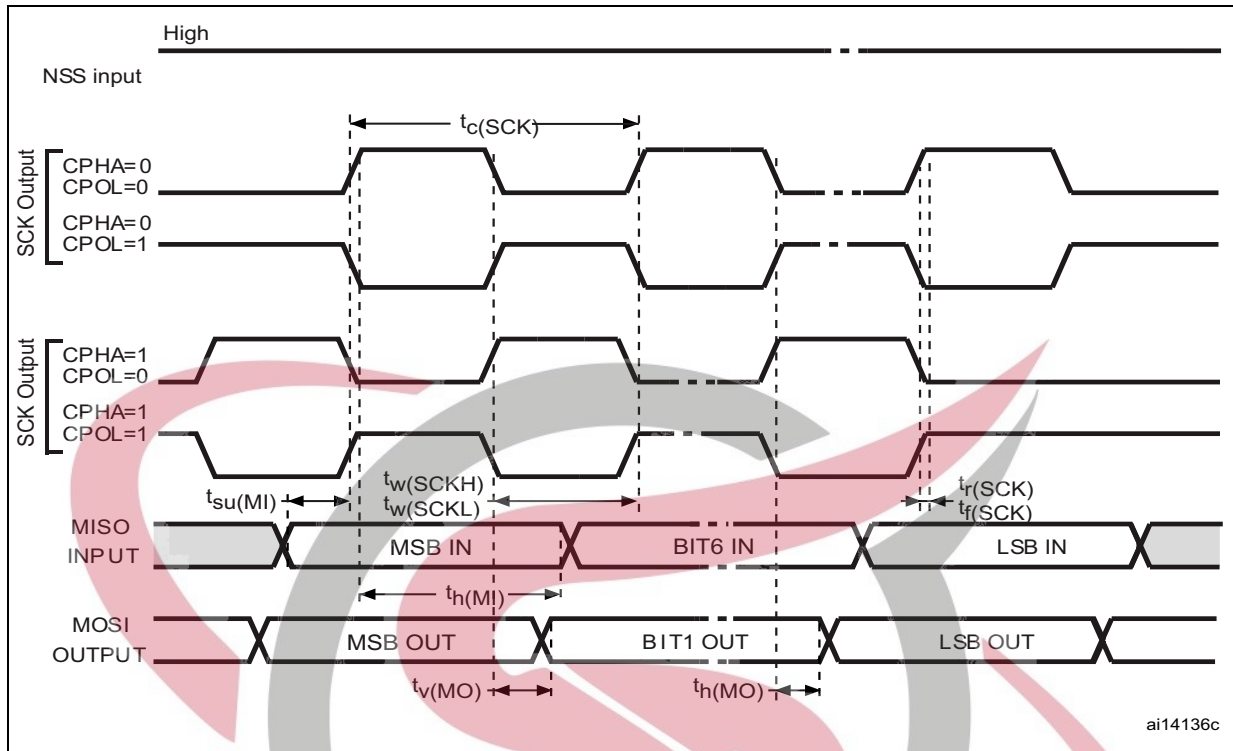 High
NSS input
tc(SCK)
SCK Output
CPHA=0
CPOL=0
CPHA=0
CPOL=1
SCK Output
CPHA=1
CPOL=0
CPHA=1
CPOL=1
tsu(MI)
tw(SCKH)
tw(SCKL)
tr(SCK)
tf(SCK)
MISO
INPUT
MSB IN
BIT6 IN
LSB IN
th(MI)
MOSI
OUTPUT
MSB OUT
BIT1 OUT
LSB OUT
tv(MO)
th(MO)
ai14136c